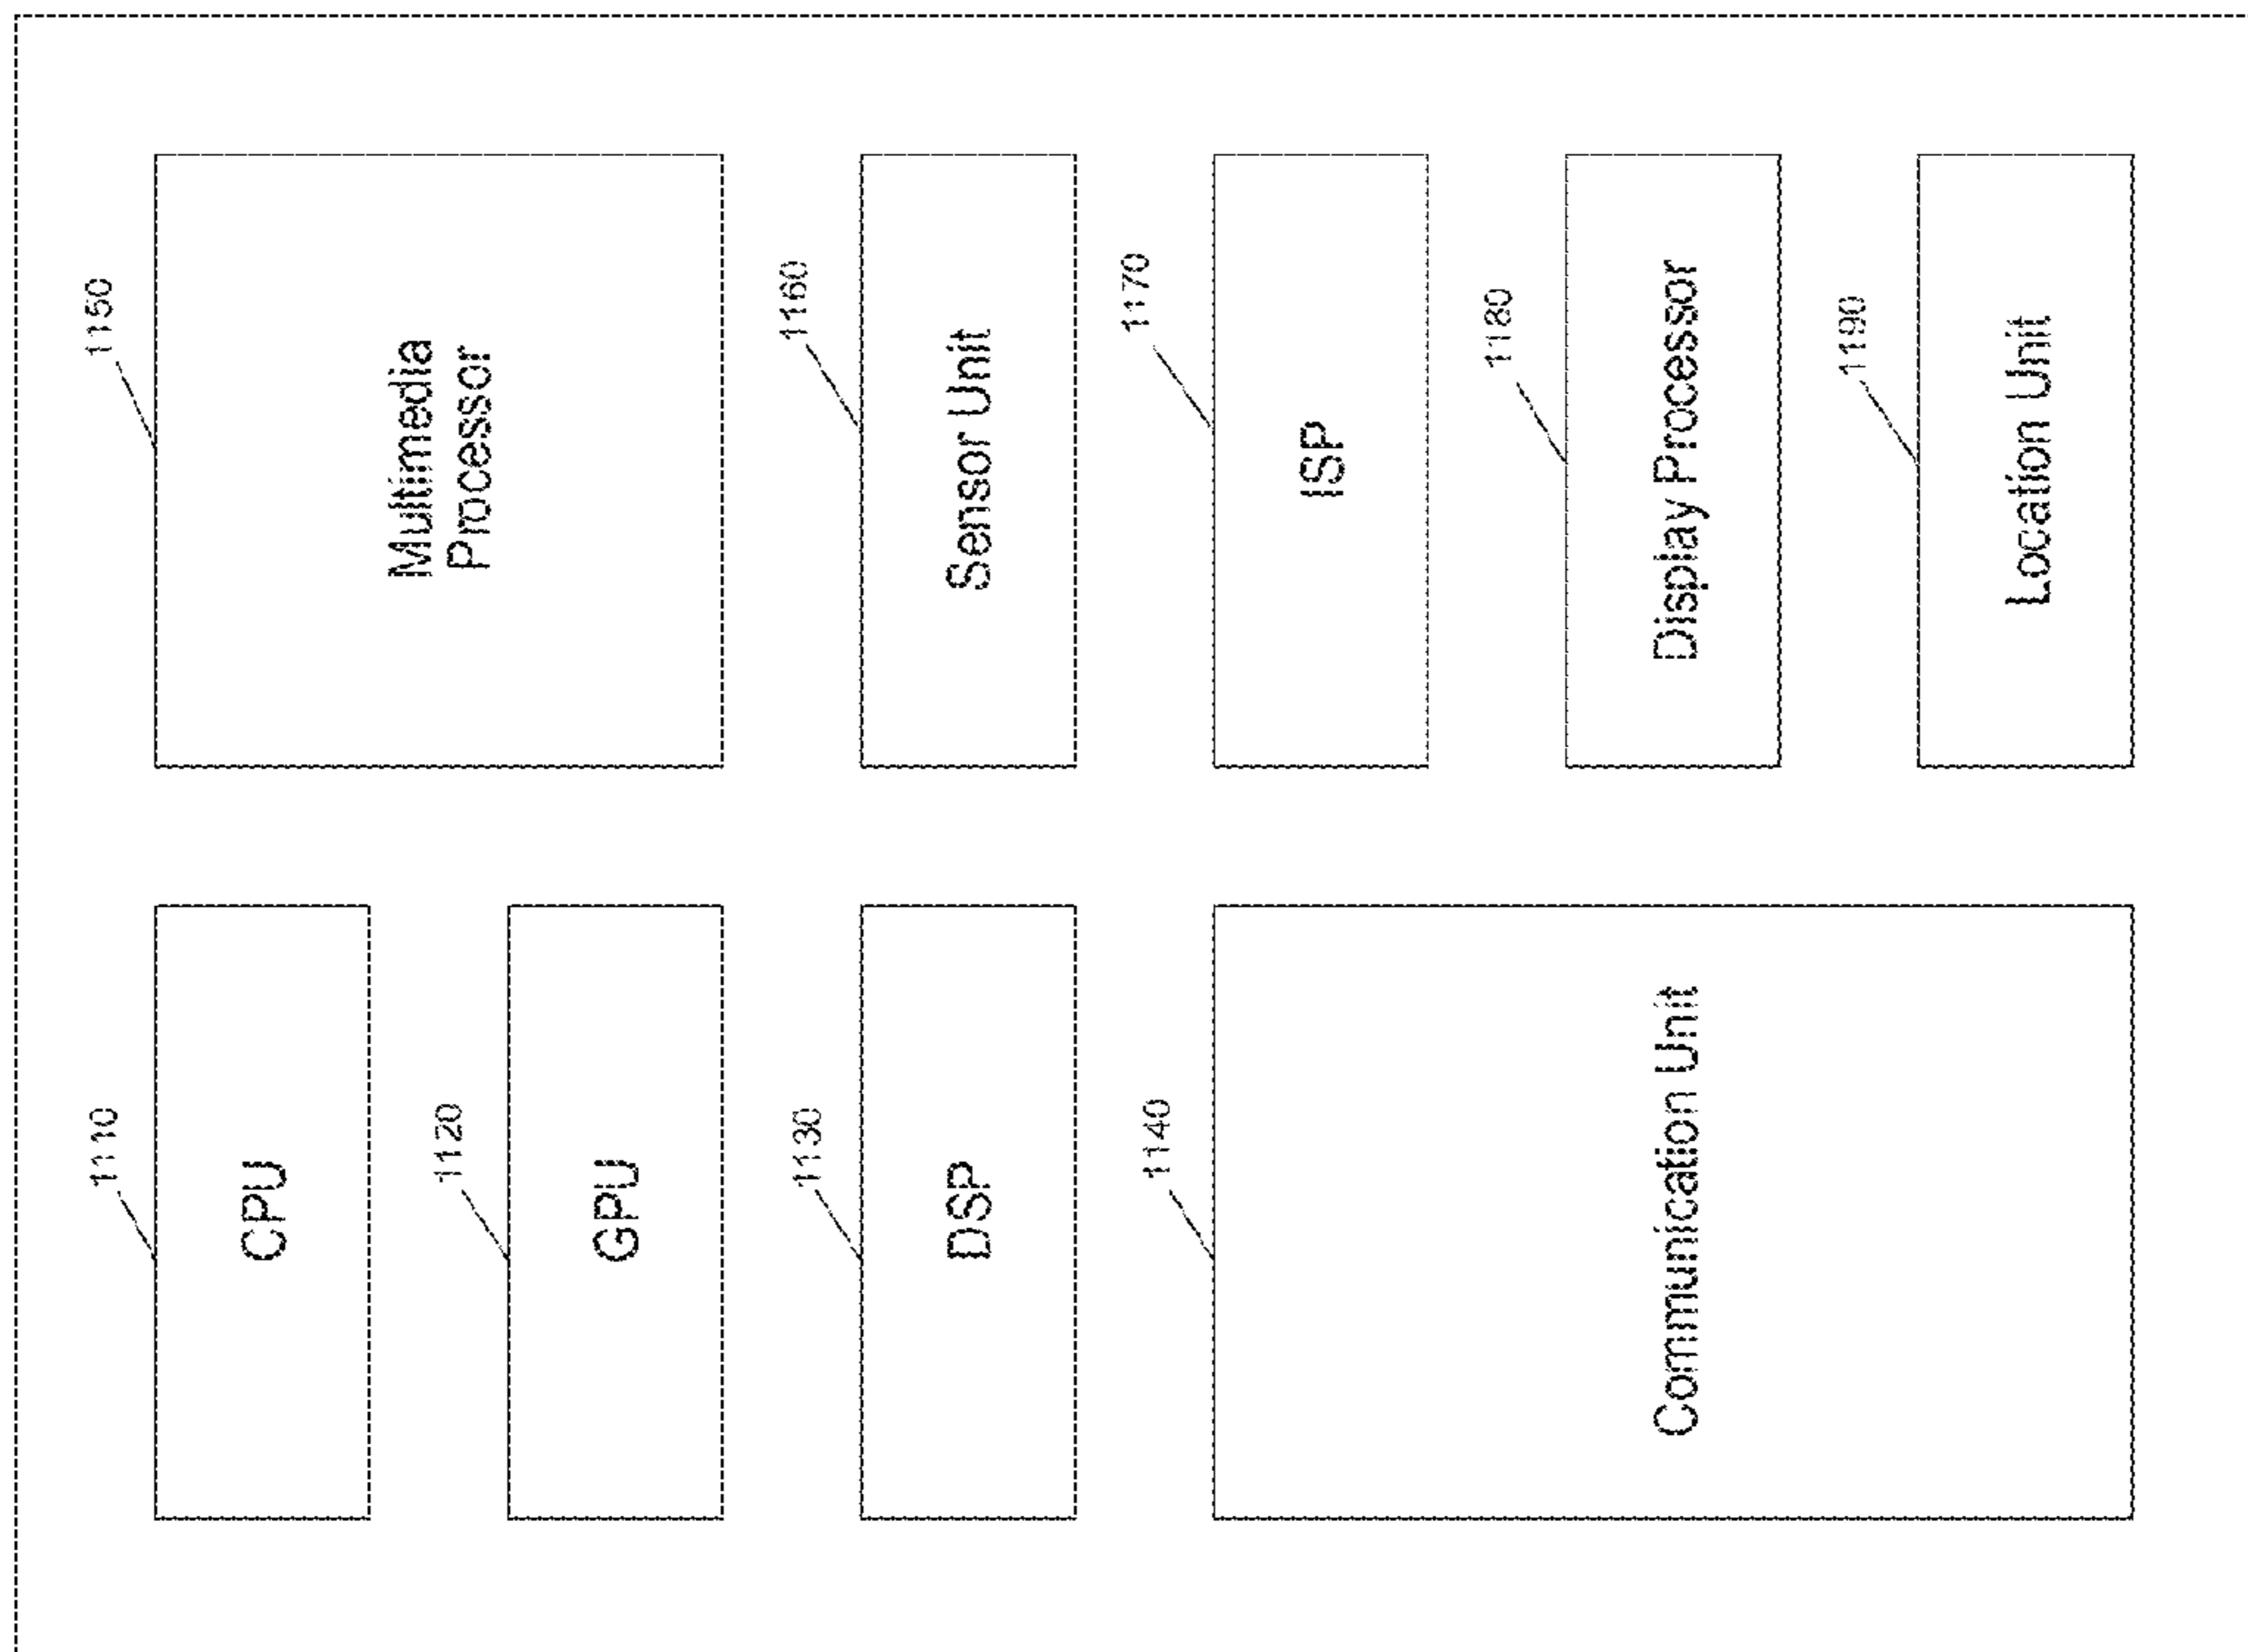 1110
CPU
1120
GPU
1130
DSP
1140
Communication Unit
1150
Multimedia
Processor
1160
Sensor Unit
1170
ISP
1180
Display Processor
1190
Location Unit